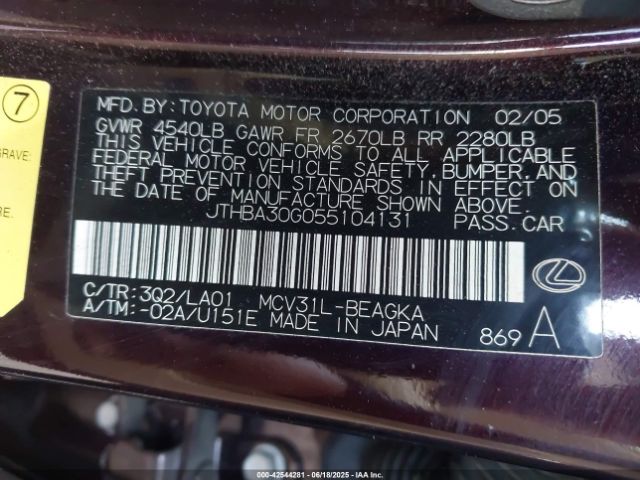 7
GRAVE:
MFD.BY:TOYOTA MOTOR CORPORATION 02/05
GVWR 4540LB GAWR FR 2670LB RR 2280LB
THIS VEHICLE CONFORMS TO ALL APPLICABLE
FEDERAL MOTOR VEHICLE SAFETY,BUMPER,AND
THEFT PREVENTION STANDARDS IN EFFECT ON
THE DATE OF MANUFACTURE SHOWN ABOVE.
JTHBA30G055104131 PASS.CAR
C/TR:3Q2/LA01 MCV31L-BEAGKA
A/TM:-02A/U151E MADE IN JAPAN
869 A
000-42544281 - 06/18/2025 - IAAI.COM